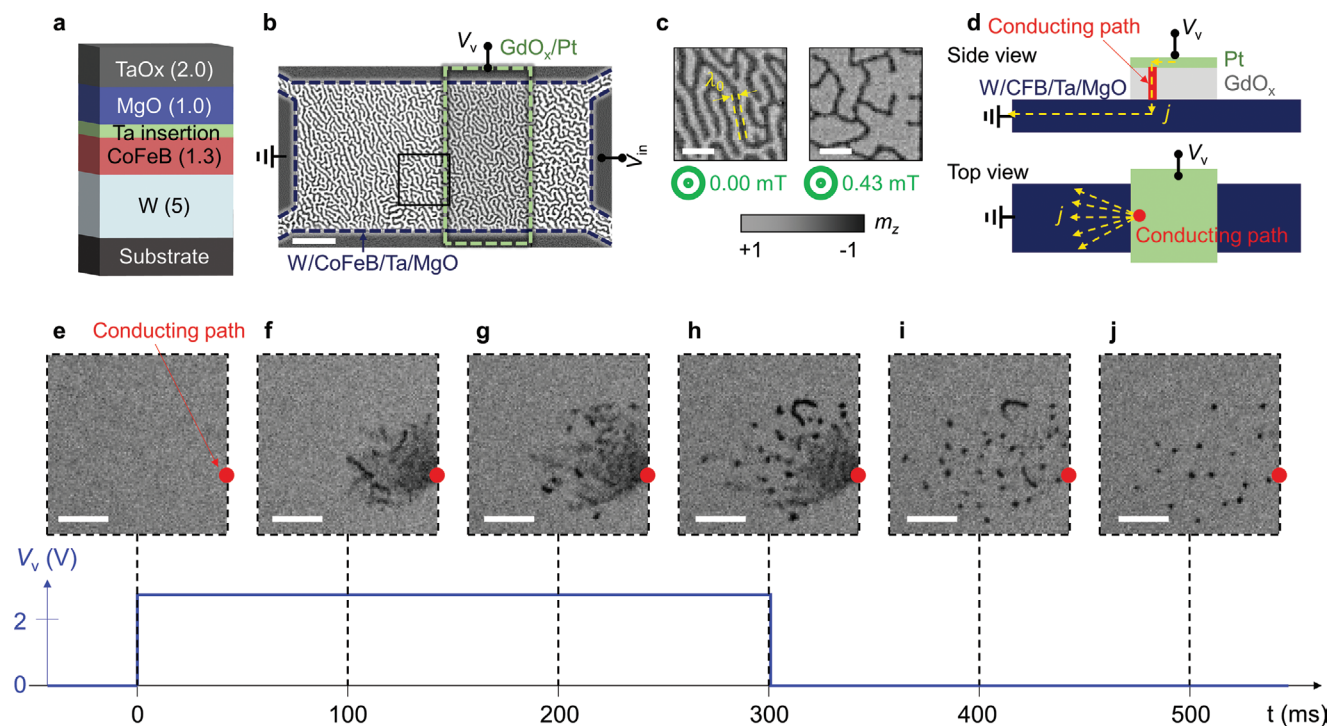 a
TaOx (2.0)
MgO (1.0)
Ta insertion
CoFeB (1.3)
W (5)
Substrate
b
Vv
GdOx/Pt
Vin
W/CoFeB/Ta/MgO
c
λ0
0.00 mT
0.43 mT
+1
-1
mz
d
Conducting path
Side view
Vv
Pt
GdOx
W/CFB/Ta/MgO
j
Top view
Vv
j
Conducting path
e
Conducting path
f
g
h
i
j
Vv (V)
2
0
0
100
200
300
400
500
t (ms)